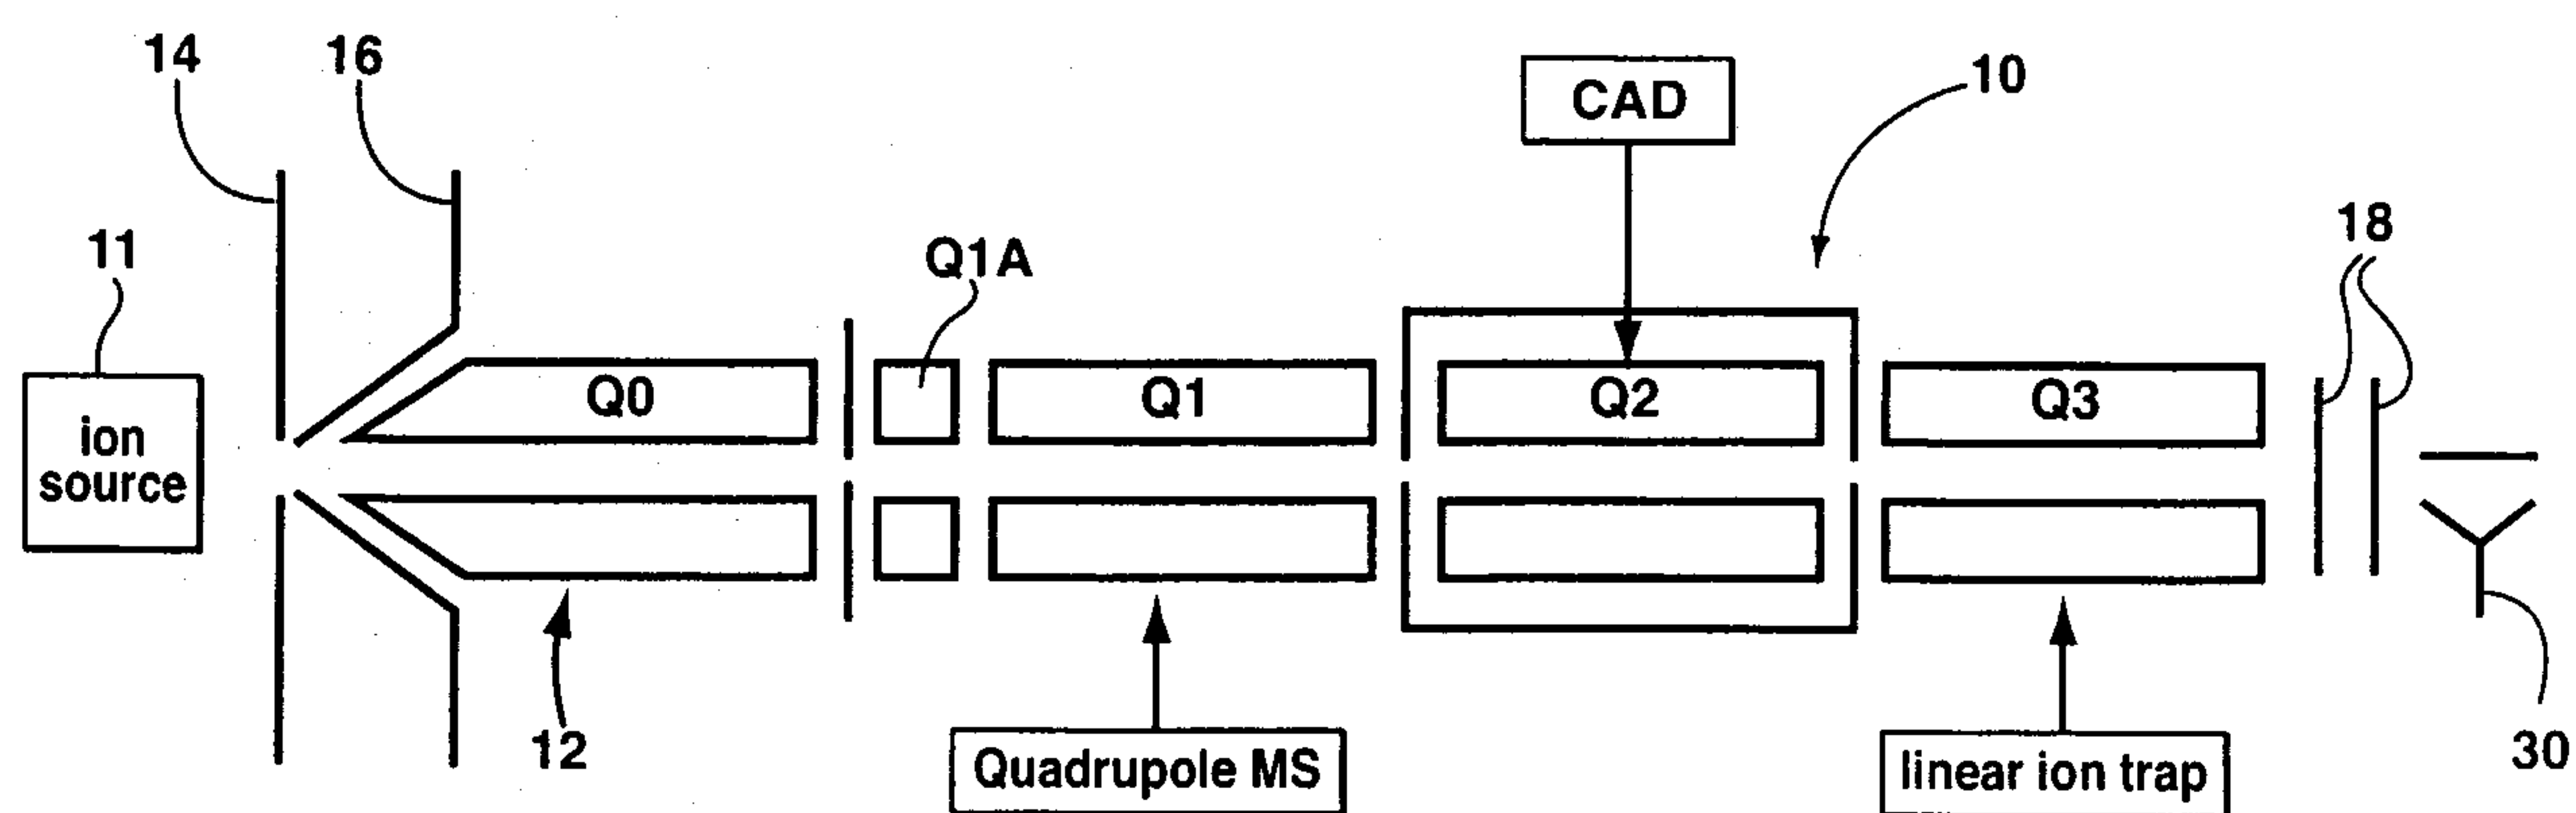 14
16
CAD
10
11
Q1A
18
ion
source
Q0
Q1
Q2
Q3
12
Quadrupole MS
linear ion trap
30